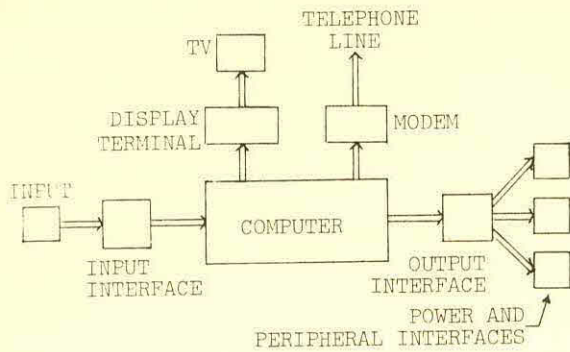 TELEPHONE
LINE
TV
DISPLAY
TERMINAL
MODEM
INPUT
COMPUTER
INPUT
INTERFACE
OUTPUT
INTERFACE
POWER AND
PERIPHERAL INTERFACES